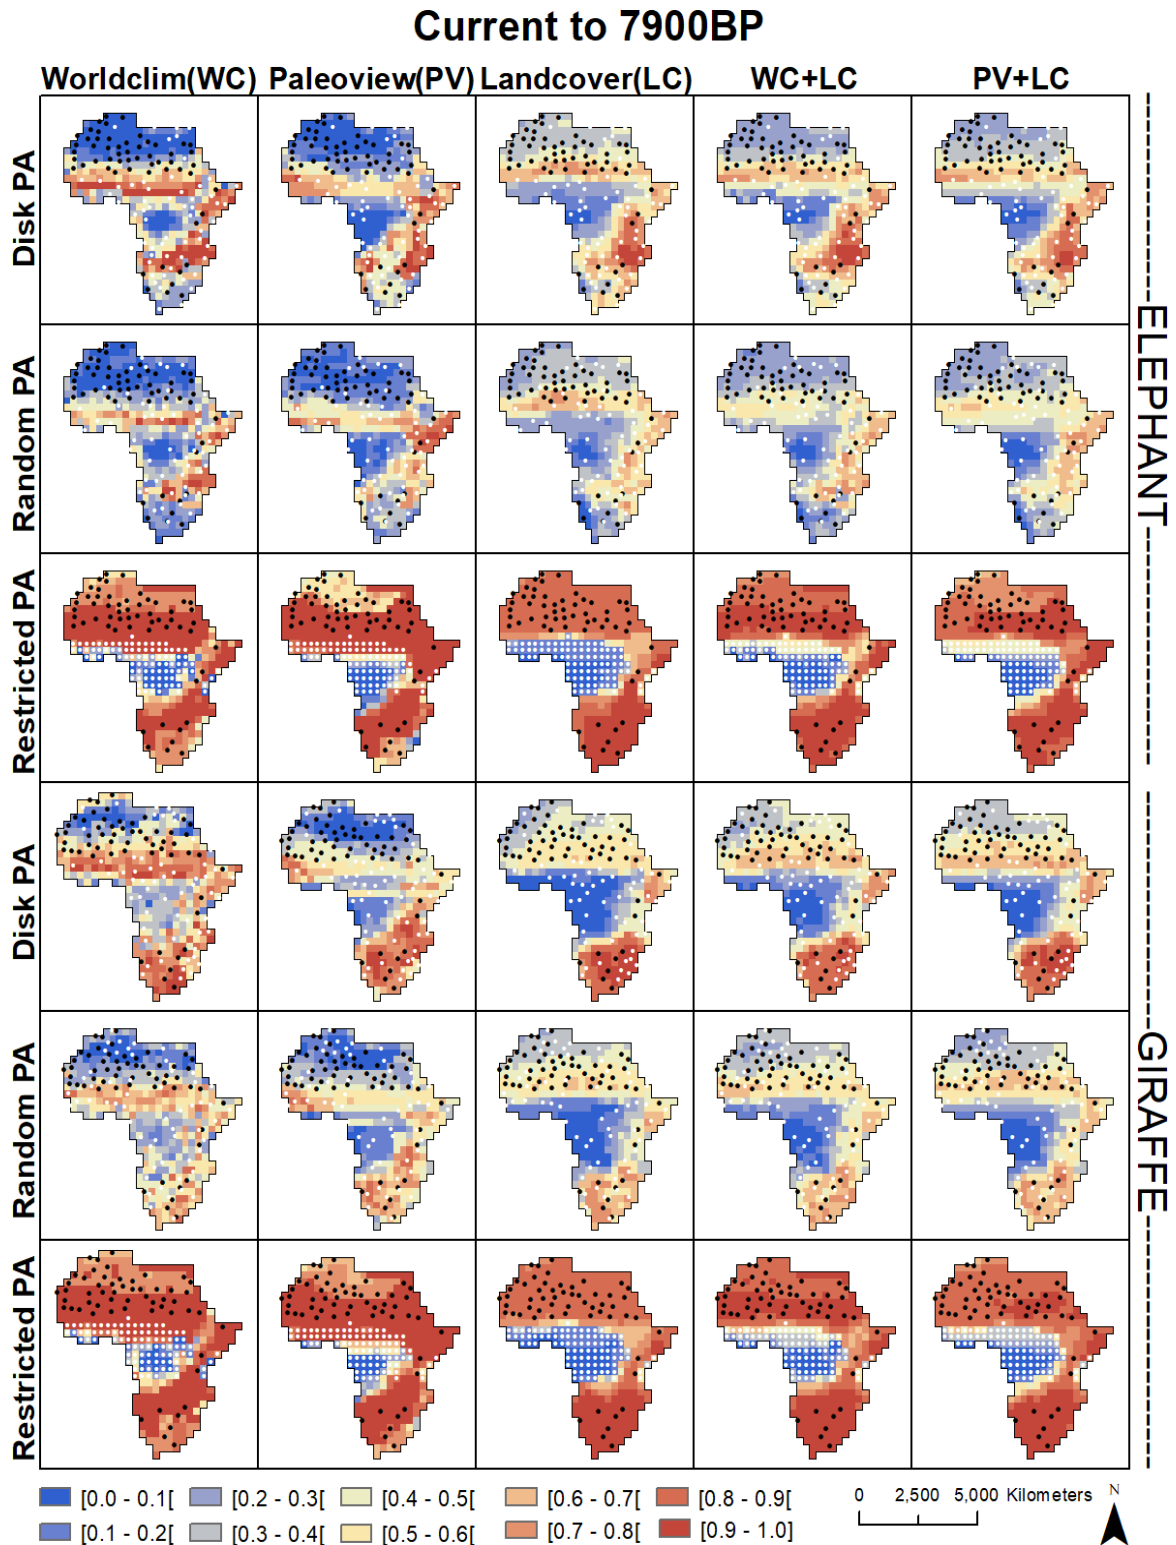 Current to 7900BP
Worldclim(WC) Paleoview(PV) Landcover(LC) WC+LC PV+LC
Disk PA
Random PA
Restricted PA
ELEPHANT
Disk PA
Random PA
Restricted PA
GIRAFFE
[0.0 - 0.1[ [0.2 - 0.3[ [0.4 - 0.5[ [0.6 - 0.7[ [0.8 - 0.9[
[0.1 - 0.2[ [0.3 - 0.4[ [0.5 - 0.6[ [0.7 - 0.8[ [0.9 - 1.0]
0 2,500 5,000 Kilometers
N